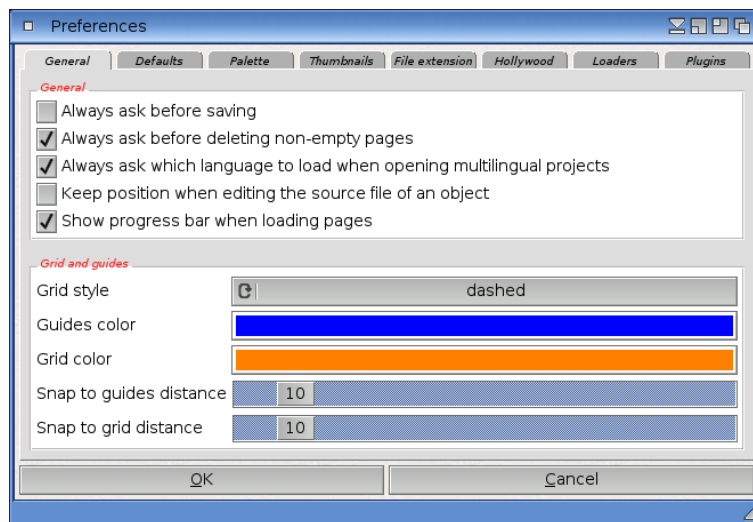 Preferences
General Defaults Palette Thumbnails File extension Hollywood Loaders Plugins
General
Always ask before saving
Always ask before deleting non-empty pages
Always ask which language to load when opening multilingual projects
Keep position when editing the source file of an object
Show progress bar when loading pages
Grid and guides
Grid style dashed
Guides color
Grid color
Snap to guides distance 10
Snap to grid distance 10
OK Cancel